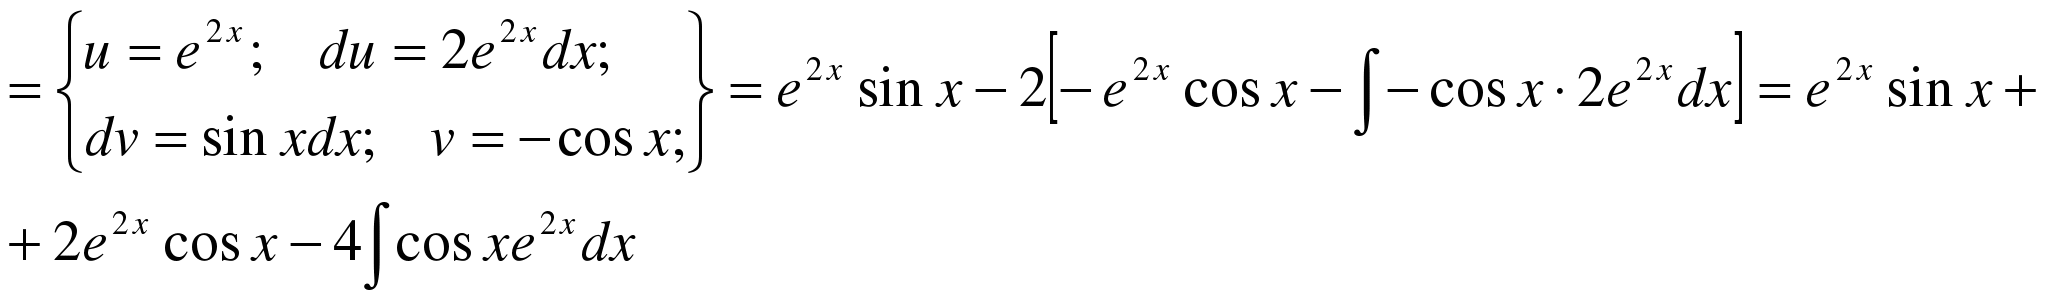 = { u = e^{2x}; du = 2e^{2x}dx; dv = sin xdx; v = −cos x; } = e^{2x} sin x − 2[− e^{2x} cos x − ∫− cos x · 2e^{2x}dx] = e^{2x} sin x +
+ 2e^{2x} cos x − 4∫cos xe^{2x}dx